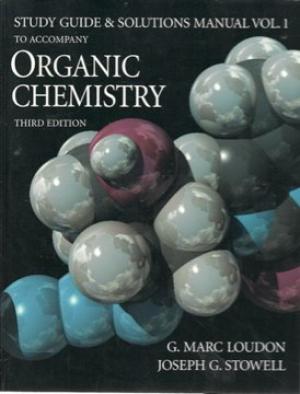 STUDY GUIDE & SOLUTIONS MANUAL VOL. 1
TO ACCOMPANY
ORGANIC
CHEMISTRY
THIRD EDITION
G. MARC LOUDON
JOSEPH G. STOWELL